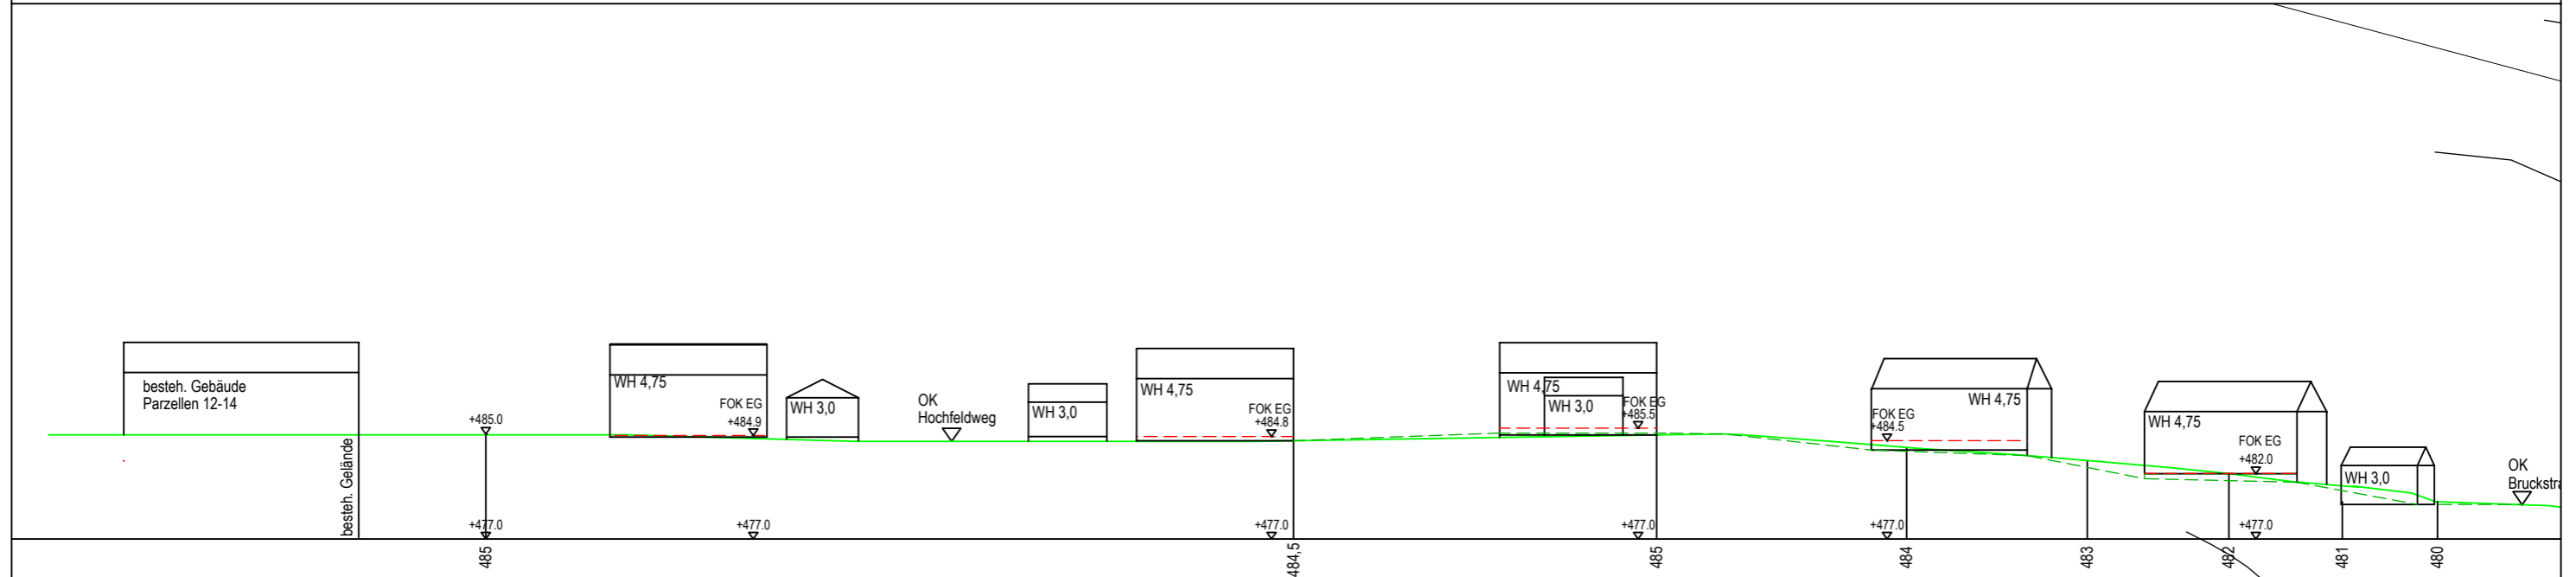 besteh. Gebäude
Parzellen 12-14
besteh. Gelände
+485.0
+477.0
485
WH 4,75
FOK EG
+484.9
+477.0
WH 3,0
OK
Hochfeldweg
WH 3,0
WH 4,75
FOK EG
+484.8
+477.0
484,5
WH 4,75
WH 3,0
FOK EG
+485.5
+477.0
485
FOK EG
+484.5
WH 4,75
+477.0
484
483
WH 4,75
FOK EG
+482.0
482
+477.0
WH 3,0
481
480
OK
Bruckstra